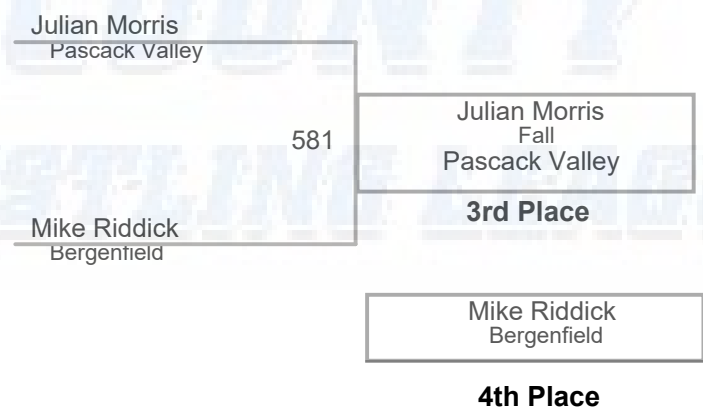 COUNTY
Julian Morris
Pascack Valley
581
Julian Morris
Fall
Pascack Valley
3rd Place
Mike Riddick
Bergenfield
Mike Riddick
Bergenfield
4th Place